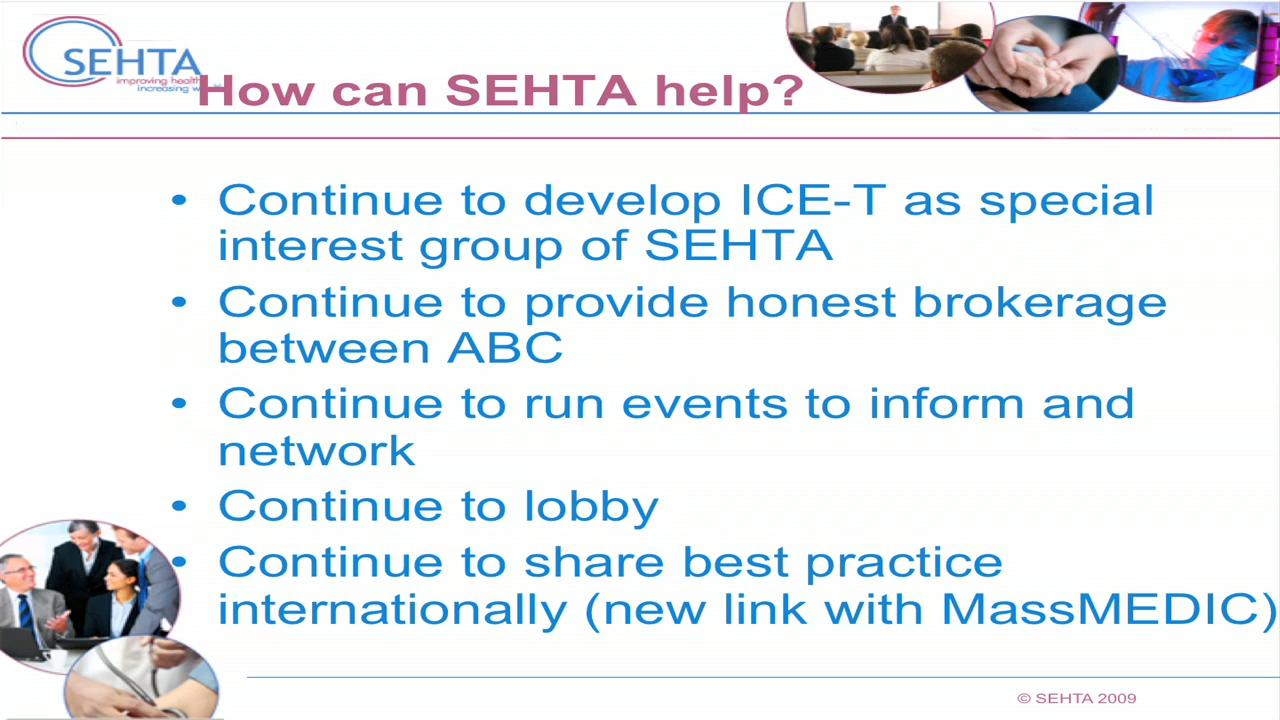 SEHTA
improving health
increasing w
How can SEHTA help?
• Continue to develop ICE-T as special
interest group of SEHTA
• Continue to provide honest brokerage
between ABC
• Continue to run events to inform and
network
• Continue to lobby
• Continue to share best practice
internationally (new link with MassMEDIC)
© SEHTA 2009